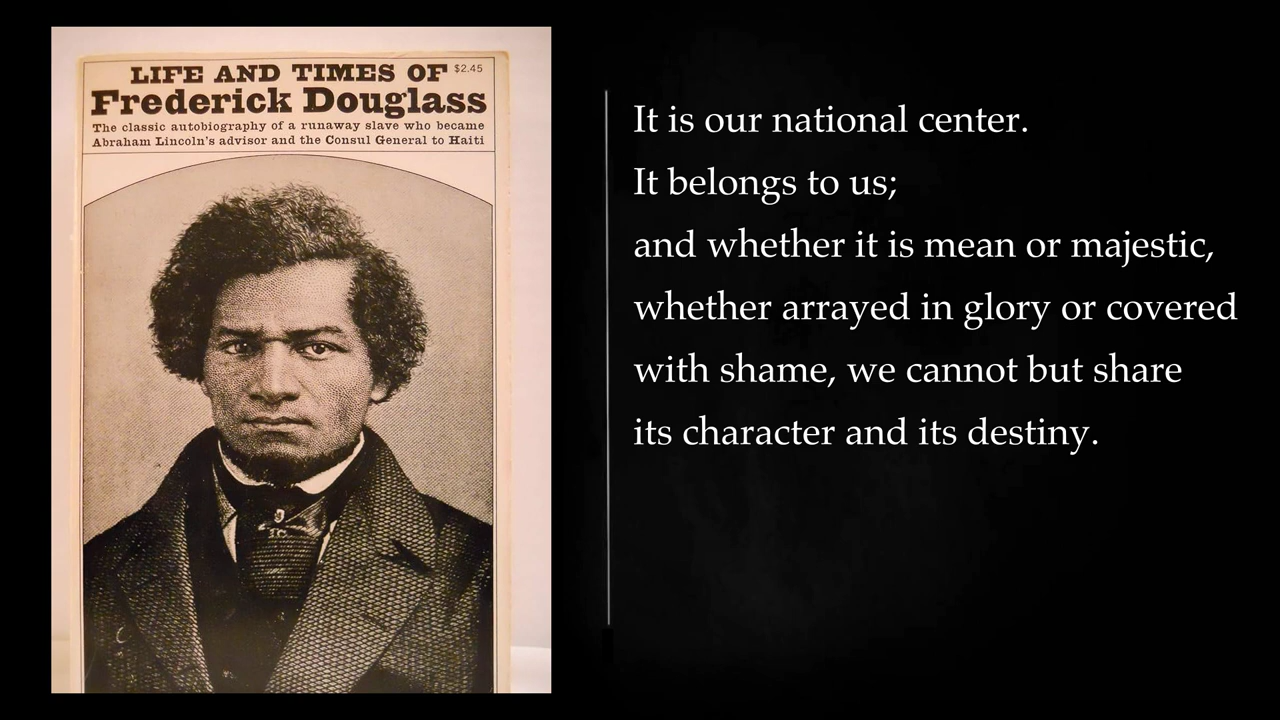 LIFE AND TIMES OF $2.45
Frederick Douglass
The classic autobiography of a runaway slave who became
Abraham Lincoln's advisor and the Consul General to Haiti
It is our national center.
It belongs to us;
and whether it is mean or majestic,
whether arrayed in glory or covered
with shame, we cannot but share
its character and its destiny.